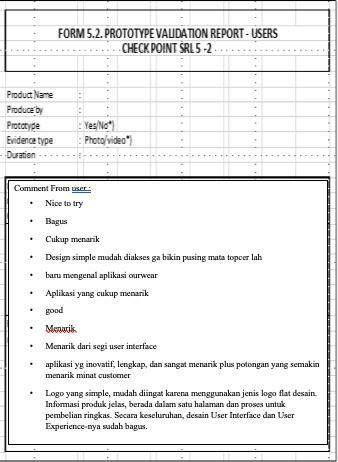 FORM 5.2. PROTOTYPE VALIDATION REPORT - USERS
CHECK POINT SRL 5 -2
Product Name :
Produce by :
Prototype : Yes/No*)
Evidence type : Photo/video*)
Duration :
Comment From user.:
• Nice to try
• Bagus
• Cukup menarik
• Design simple mudah diakses ga bikin pusing mata topcer lah
• baru mengenal aplikasi ourwear
• Aplikasi yang cukup menarik
• good
• Menarik
• Menarik dari segi user interface
• aplikasi yg inovatif, lengkap, dan sangat menarik plus potongan yg semakin
menarik minat customer
• Logo yang simple, mudah diingat karena menggunakan jenis logo flat desain.
Informasi produk jelas, berada dalam satu halaman dan proses untuk
pembelian ringkas. Secara keseluruhan, desain User Interface dan User
Experience-nya sudah bagus.